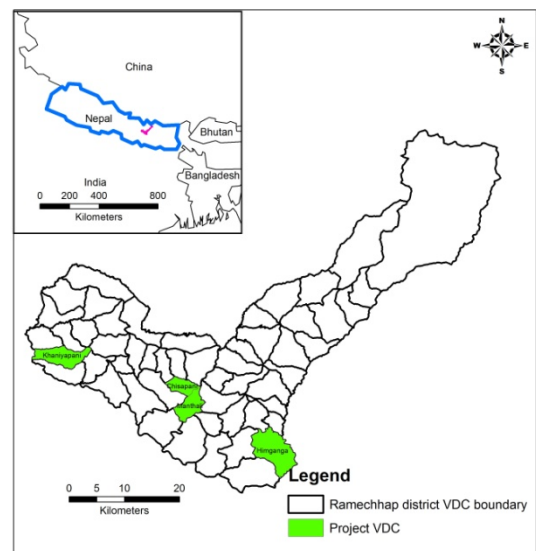 N
W E
S
China
Nepal
Bhutan
Bangladesh
India
0 200 400 800
Kilometers
Khaniyapani
Chisapani
Manthali
Himganga
Legend
0 5 10 20
Kilometers
Ramechhap district VDC boundary
Project VDC